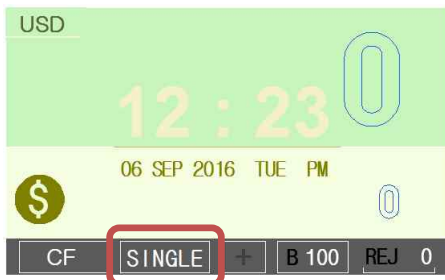 USD
0
12 : 23
06 SEP 2016 TUE PM
$
0
CF SINGLE + B 100 REJ 0